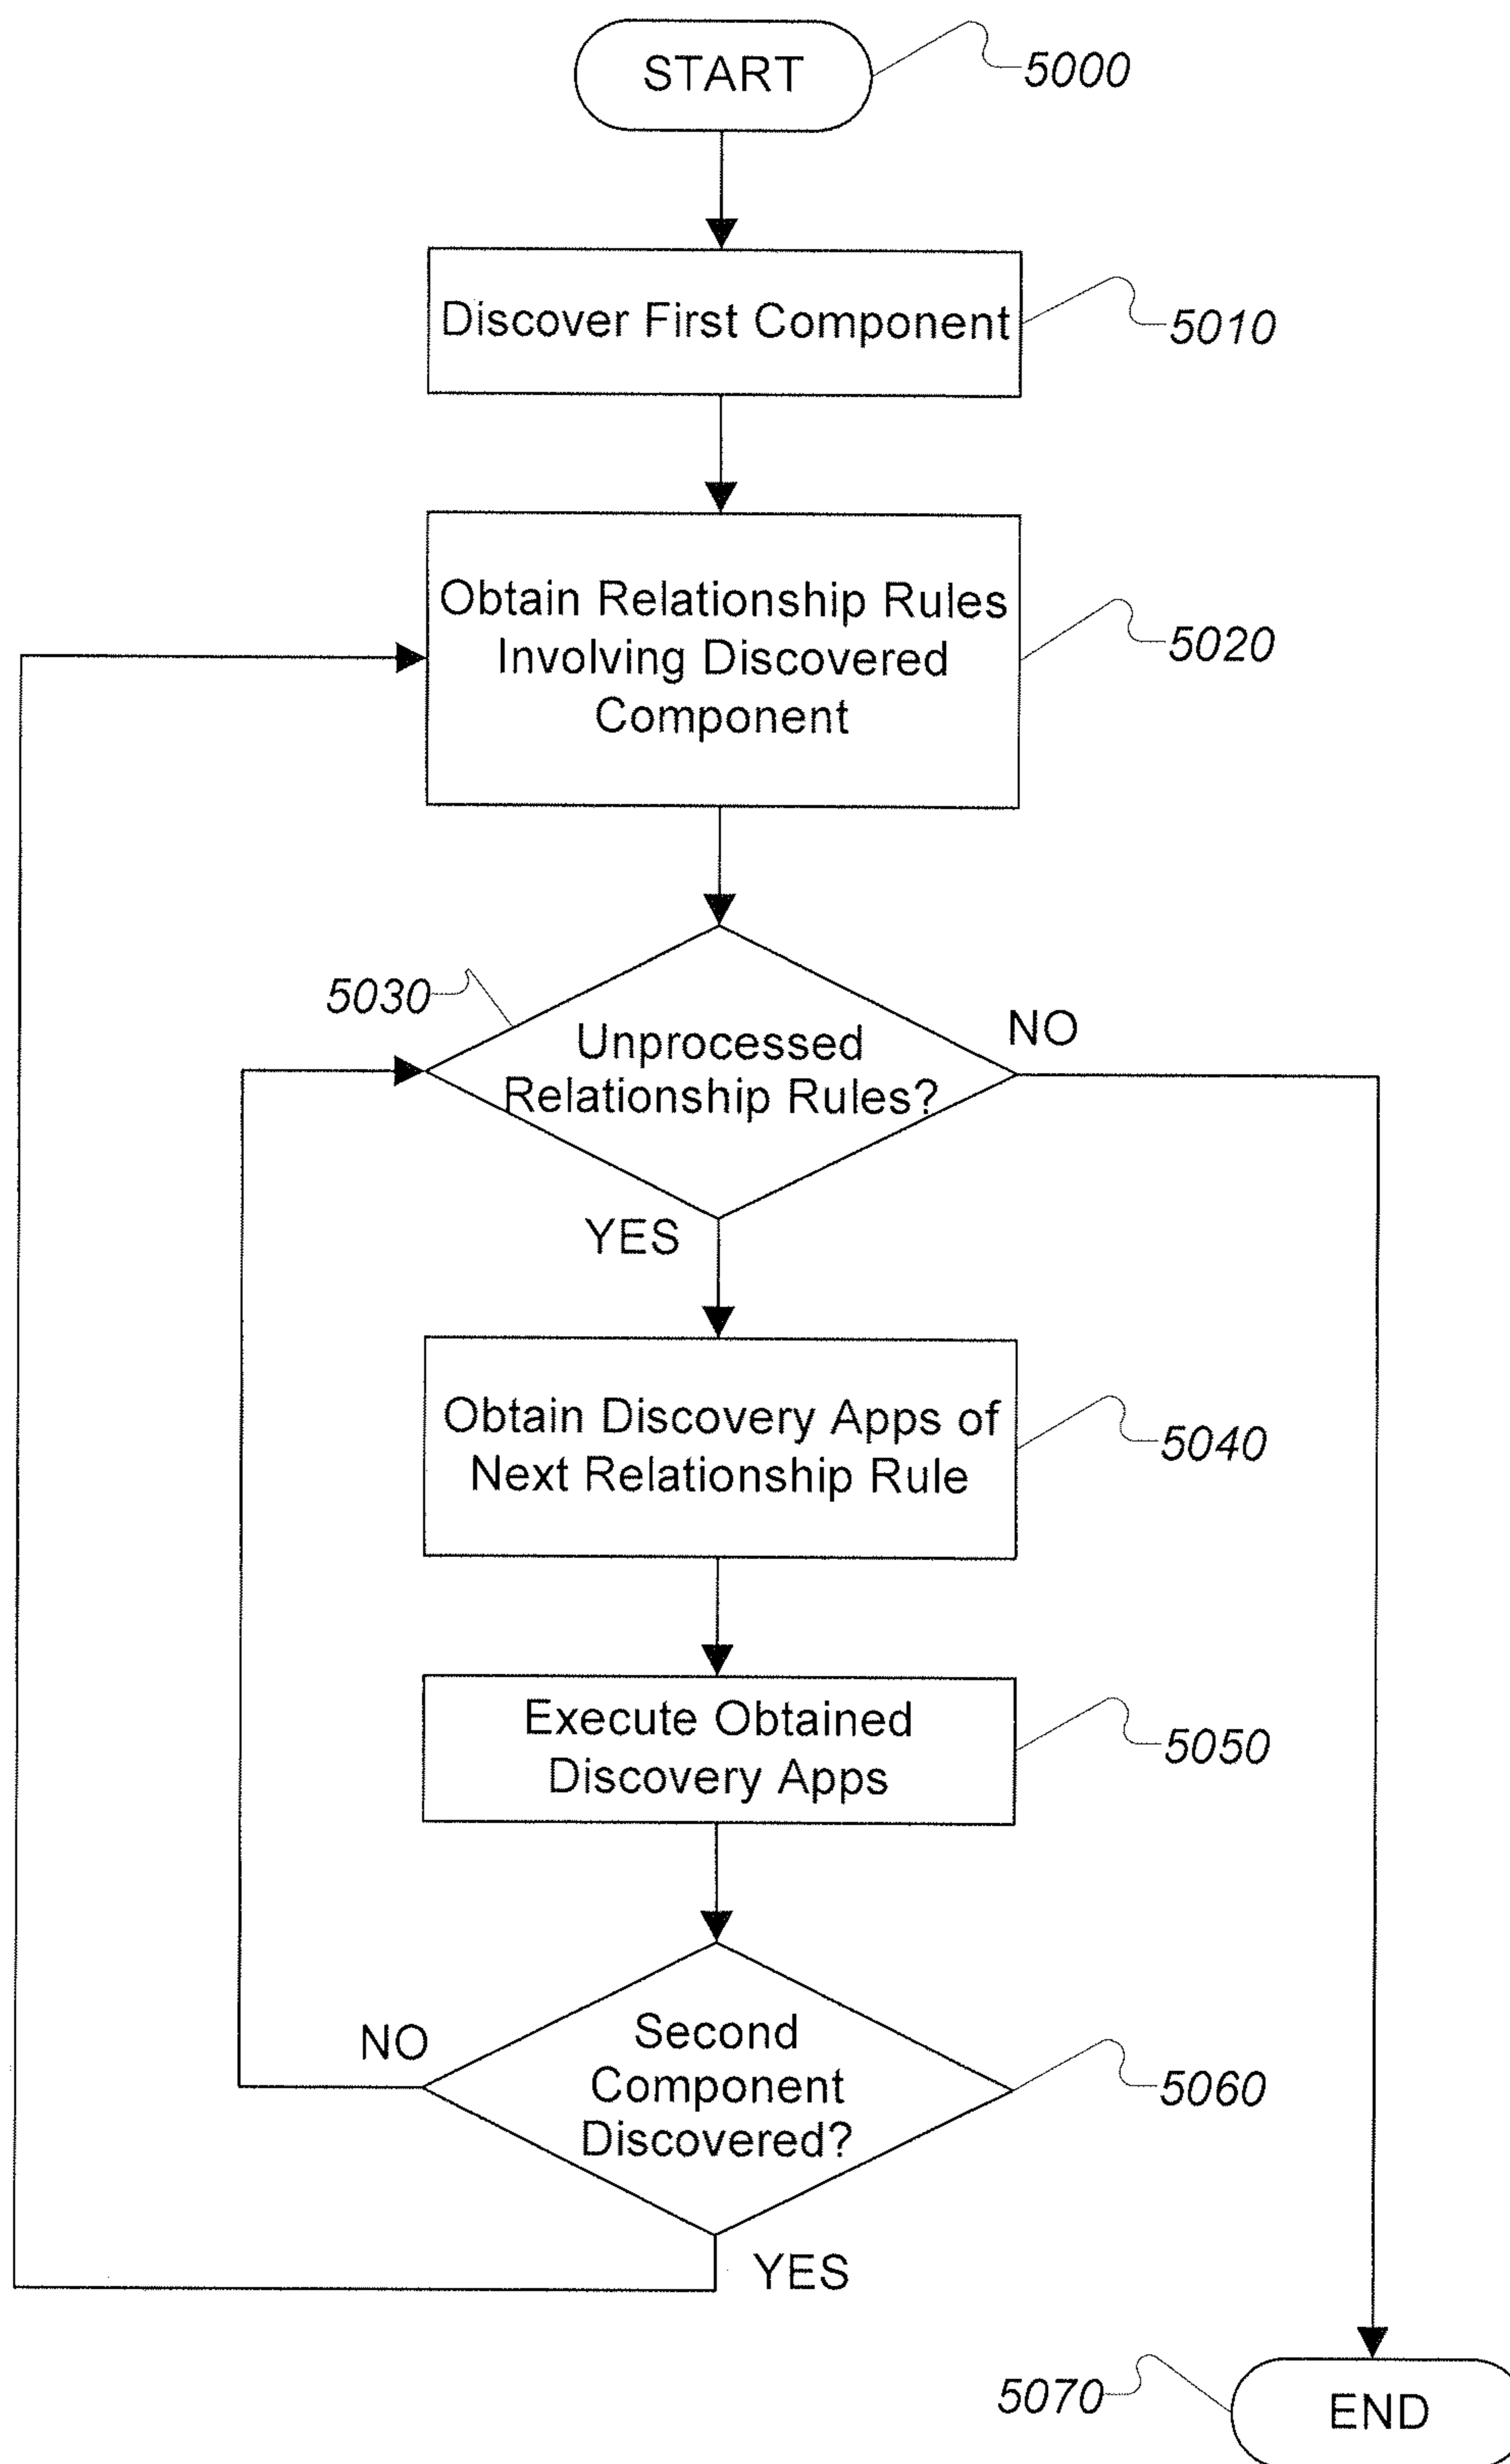 START
5000
Discover First Component
5010
Obtain Relationship Rules
Involving Discovered
Component
5020
5030
Unprocessed
Relationship Rules?
NO
YES
Obtain Discovery Apps of
Next Relationship Rule
5040
Execute Obtained
Discovery Apps
5050
NO
Second
Component
Discovered?
5060
YES
5070
END